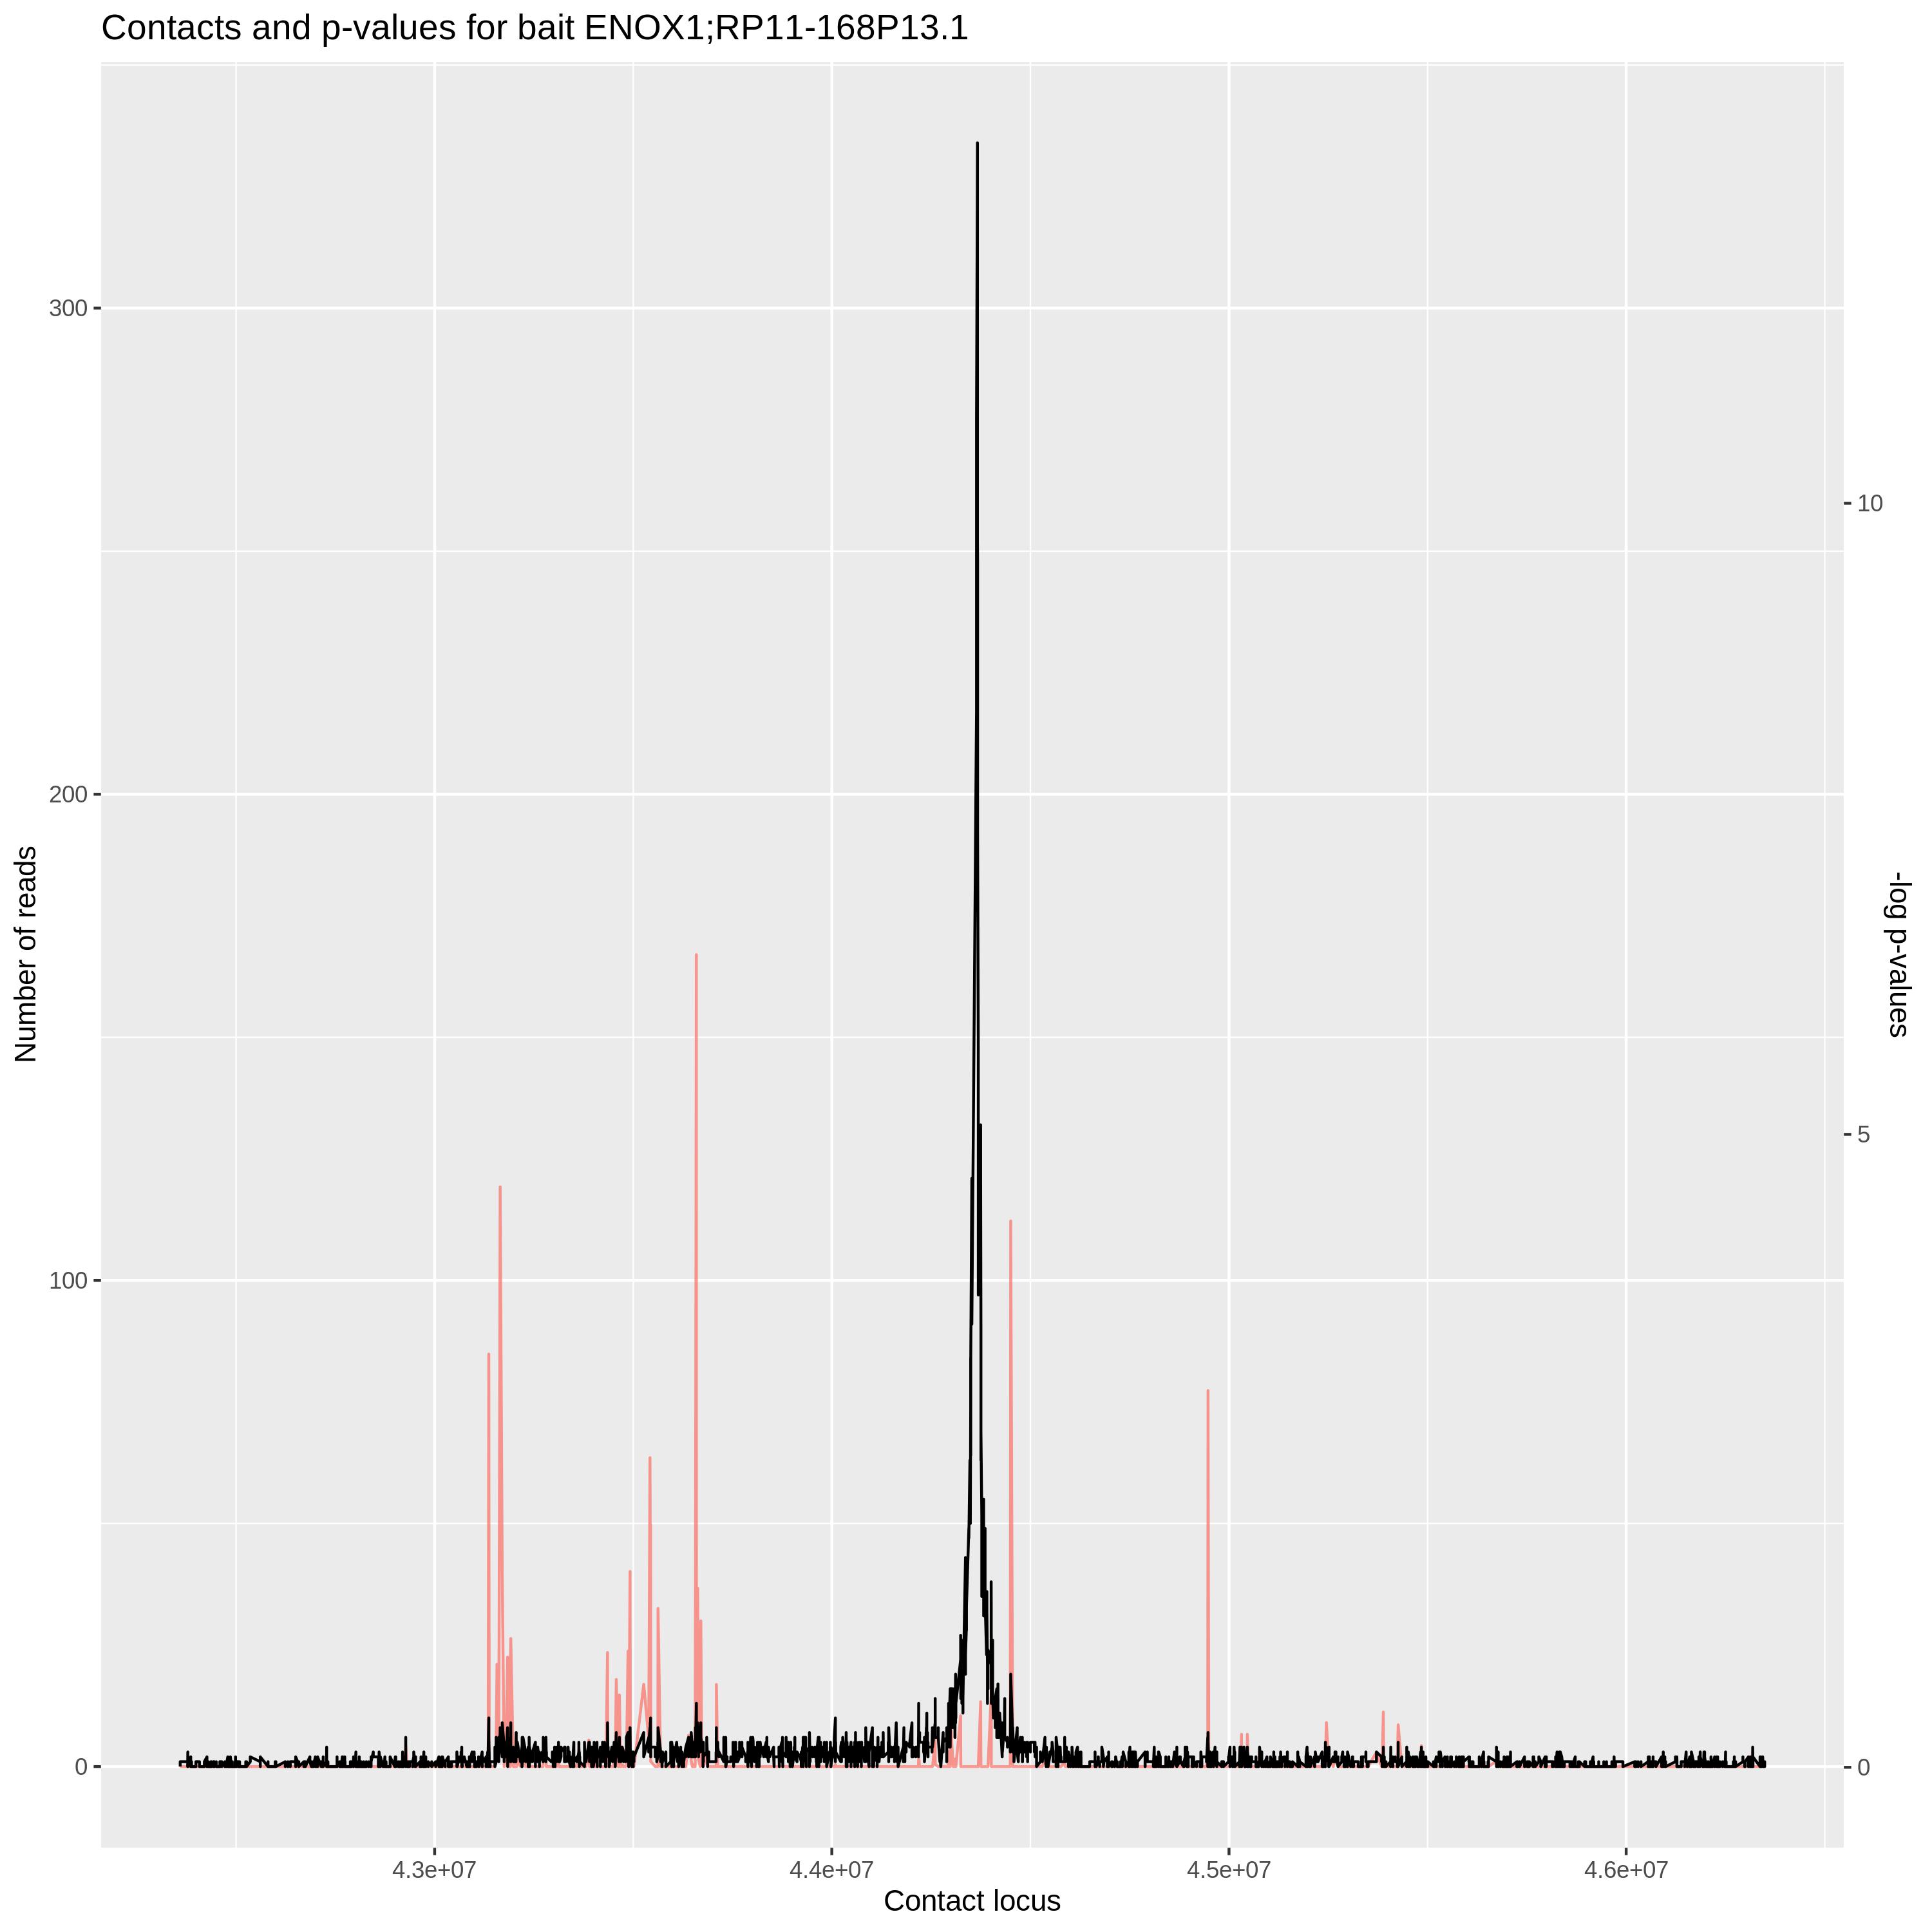 Contacts and p-values for bait ENOX1;RP11-168P13.1
300
200
100
0
Number of reads
10
5
0
-log p-values
4.3e+07
4.4e+07
4.5e+07
4.6e+07
Contact locus